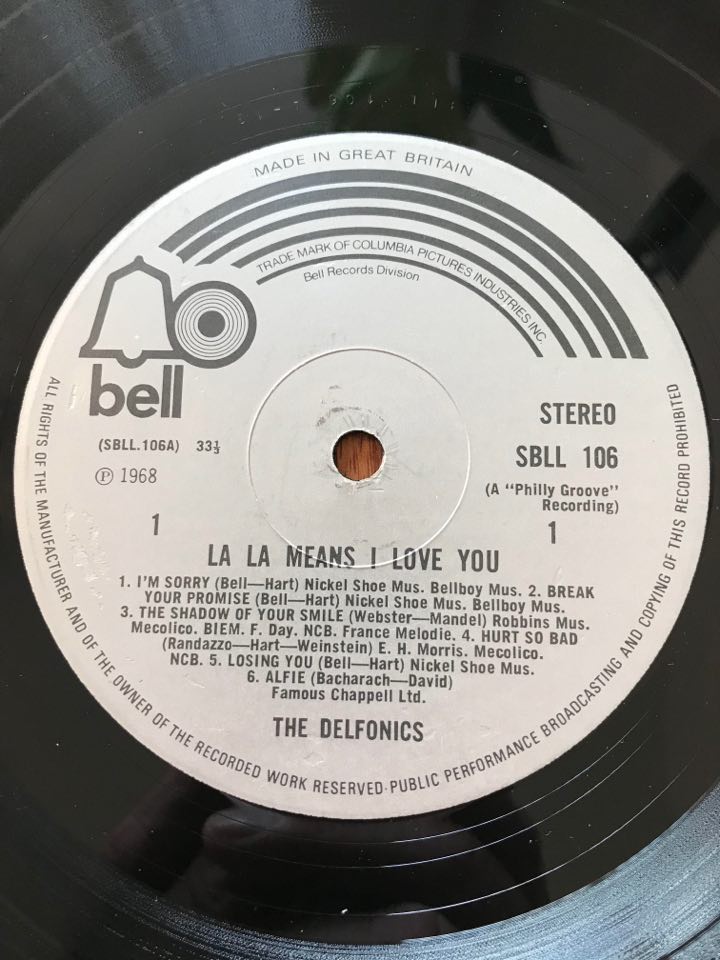 MADE IN GREAT BRITAIN
TRADE MARK OF COLUMBIA PICTURES INDUSTRIES INC.
Bell Records Division
bell
(SBLL.106A) 33⅓
Ⓟ 1968
1
STEREO
SBLL 106
(A "Philly Groove"
Recording)
1
LA LA MEANS I LOVE YOU
1. I'M SORRY (Bell—Hart) Nickel Shoe Mus. Bellboy Mus. 2. BREAK
YOUR PROMISE (Bell—Hart) Nickel Shoe Mus. Bellboy Mus.
3. THE SHADOW OF YOUR SMILE (Webster—Mandel) Robbins Mus.
Mecolico. BIEM. F. Day. NCB. France Melodie. 4. HURT SO BAD
(Randazzo—Hart—Weinstein) E. H. Morris. Mecolico.
NCB. 5. LOSING YOU (Bell—Hart) Nickel Shoe Mus.
6. ALFIE (Bacharach—David)
Famous Chappell Ltd.
THE DELFONICS
ALL RIGHTS OF THE MANUFACTURER AND OF THE OWNER OF THE RECORDED WORK RESERVED·PUBLIC PERFORMANCE BROADCASTING AND COPYING OF THIS RECORD PROHIBITED